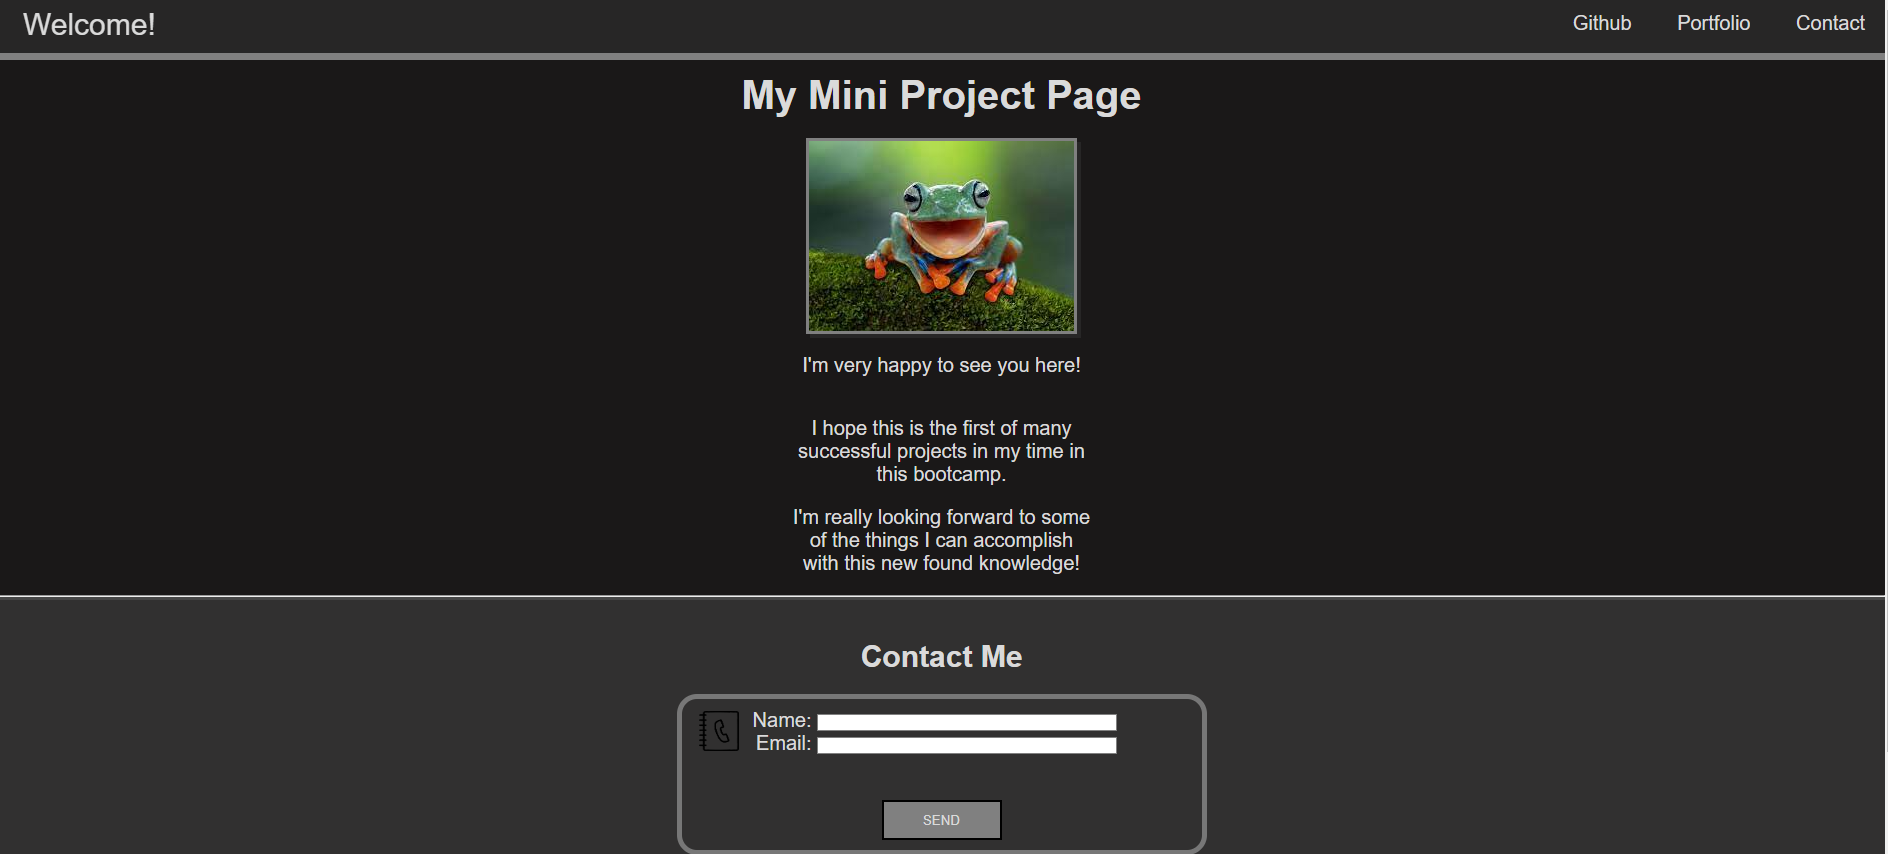 Welcome!
Github Portfolio Contact
My Mini Project Page
I'm very happy to see you here!
I hope this is the first of many
successful projects in my time in
this bootcamp.
I'm really looking forward to some
of the things I can accomplish
with this new found knowledge!
Contact Me
Name:
Email:
SEND